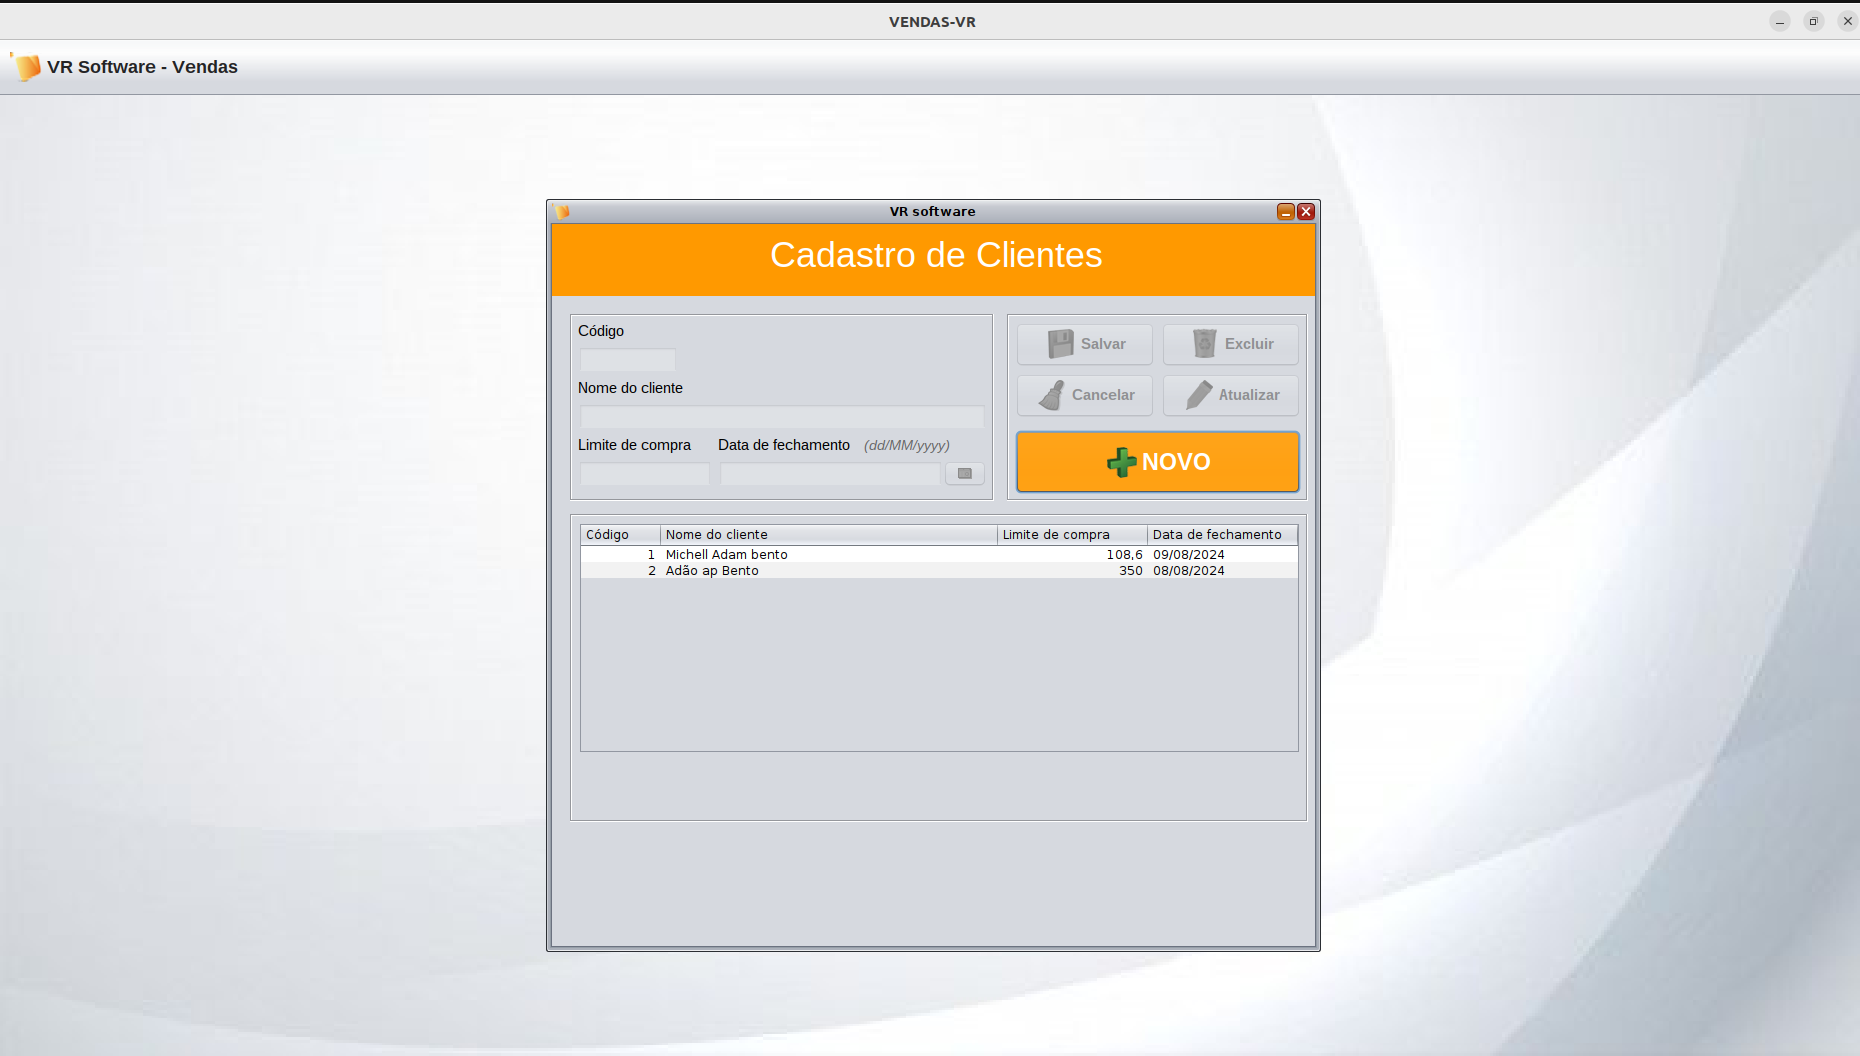 VENDAS-VR
VR Software - Vendas
VR software
Cadastro de Clientes
Código
Nome do cliente
Limite de compra Data de fechamento (dd/MM/yyyy)
Salvar Excluir
Cancelar Atualizar
NOVO
Código Nome do cliente Limite de compra Data de fechamento
1 Michell Adam bento 108,6 09/08/2024
2 Adão ap Bento 350 08/08/2024